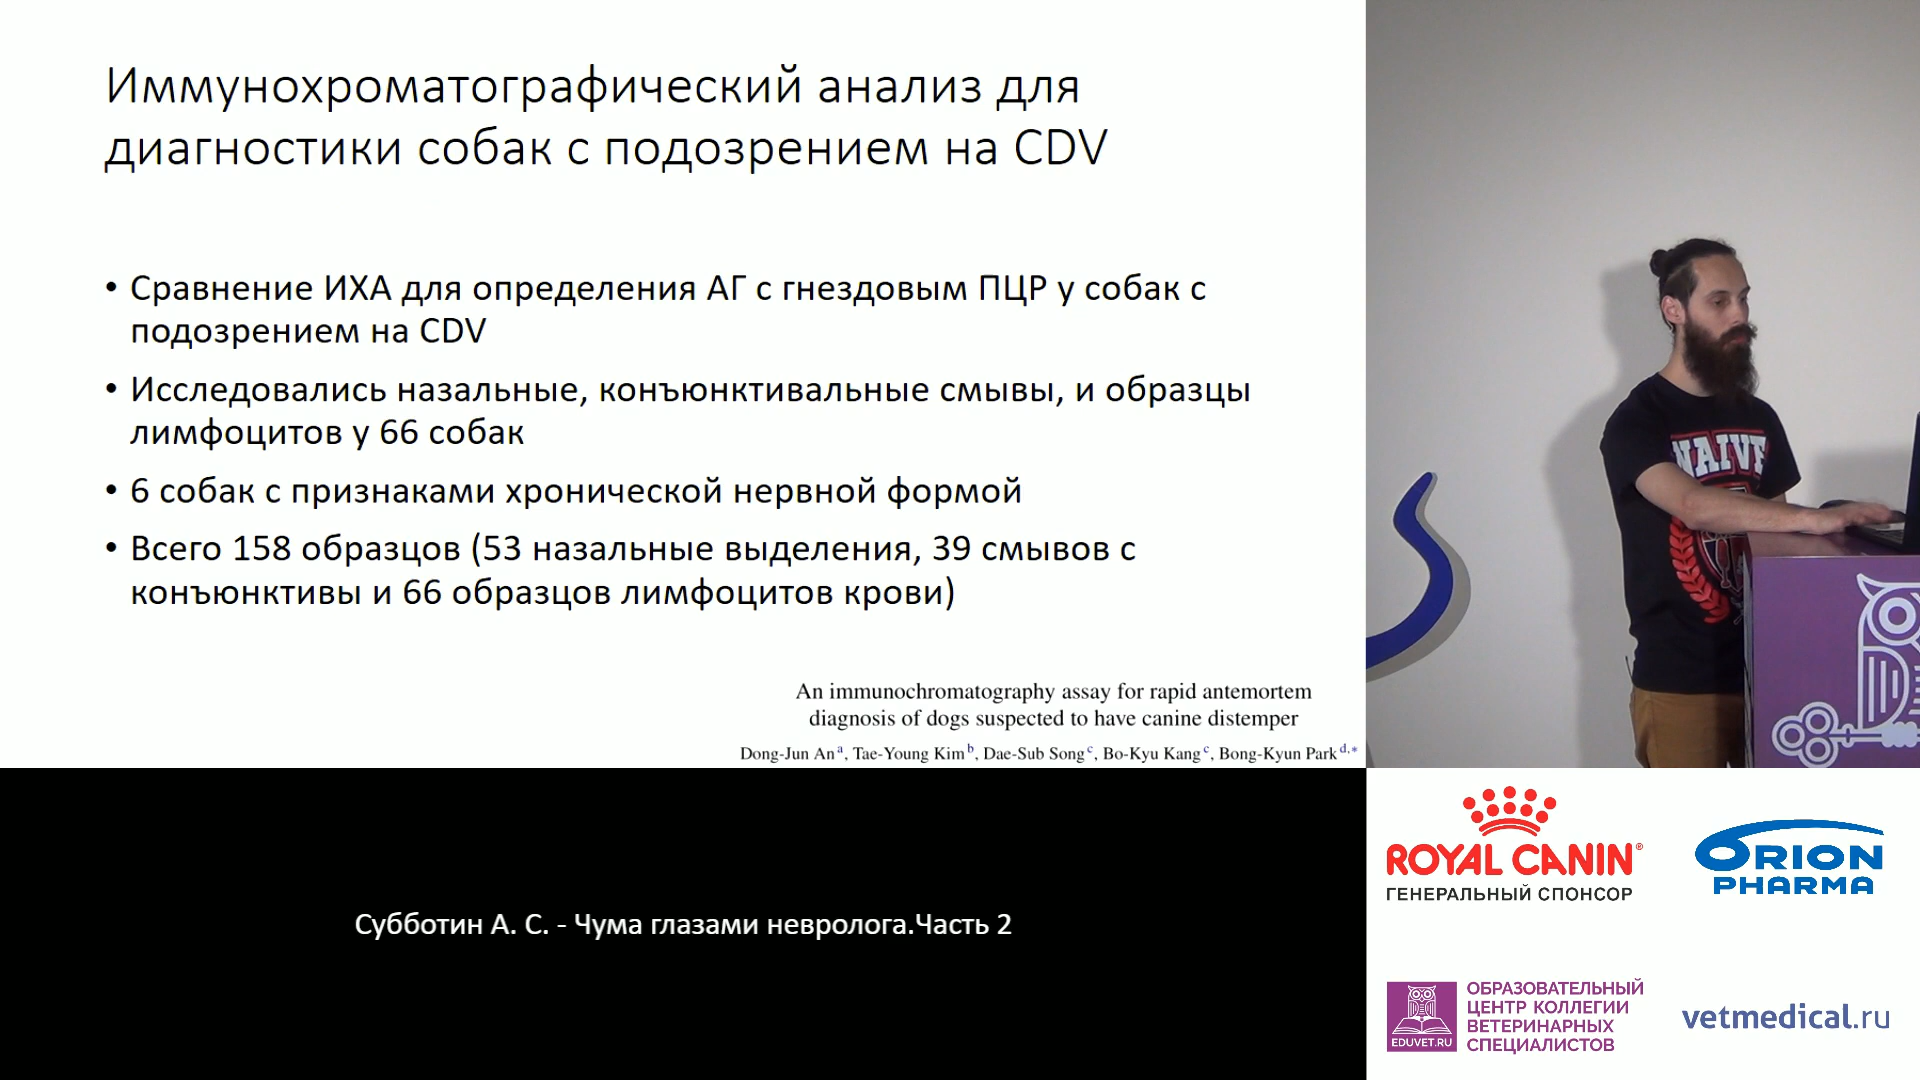 Иммунохроматографический анализ для
диагностики собак с подозрением на CDV
• Сравнение ИХА для определения АГ с гнездовым ПЦР у собак с
подозрением на CDV
• Исследовались назальные, конъюнктивальные смывы, и образцы
лимфоцитов у 66 собак
• 6 собак с признаками хронической нервной формой
• Всего 158 образцов (53 назальные выделения, 39 смывов с
конъюнктивы и 66 образцов лимфоцитов крови)
An immunochromatography assay for rapid antemortem
diagnosis of dogs suspected to have canine distemper
Dong-Jun An a, Tae-Young Kim b, Dae-Sub Song c, Bo-Kyu Kang c, Bong-Kyun Park d,*
NAIVE
Субботин А. С. - Чума глазами невролога.Часть 2
ROYAL CANIN®
ГЕНЕРАЛЬНЫЙ СПОНСОР
ORION
PHARMA
EDUVET.RU
ОБРАЗОВАТЕЛЬНЫЙ
ЦЕНТР КОЛЛЕГИИ
ВЕТЕРИНАРНЫХ
СПЕЦИАЛИСТОВ
vetmedical.ru